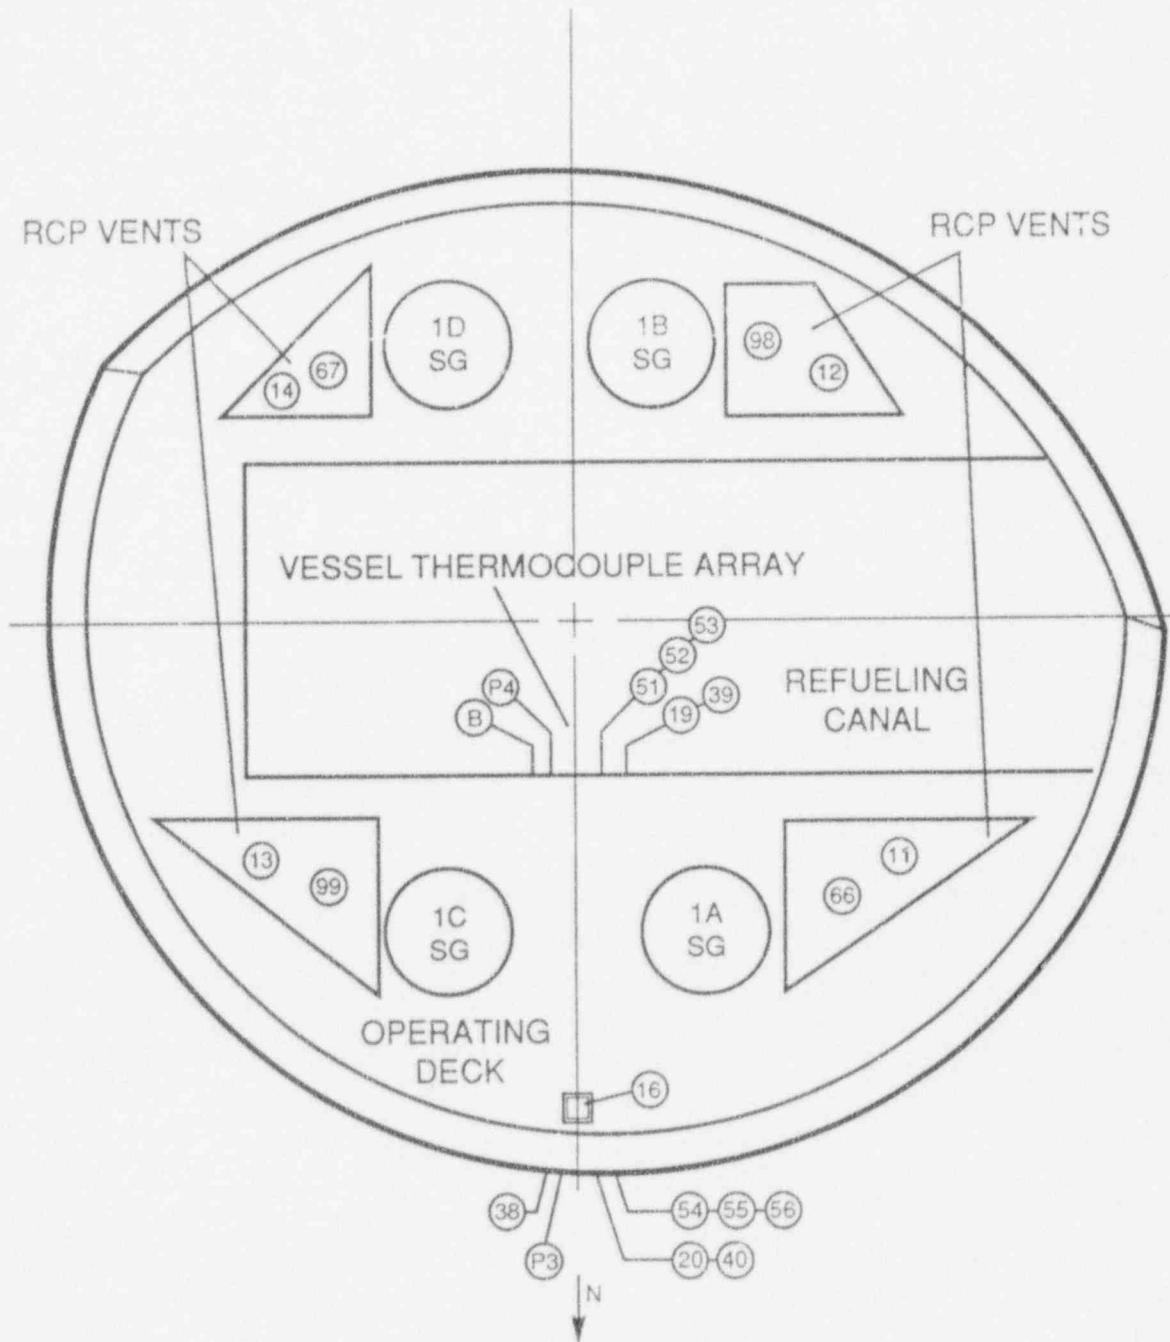 RCP VENTS
RCP VENTS
1D
SG
1B
SG
98
12
67
14
VESSEL THERMOCOUPLE ARRAY
53
52
51
P4
39
19
B
REFUELING
CANAL
13
99
11
66
1C
SG
1A
SG
OPERATING
DECK
16
38
54
55
56
P3
20
40
N